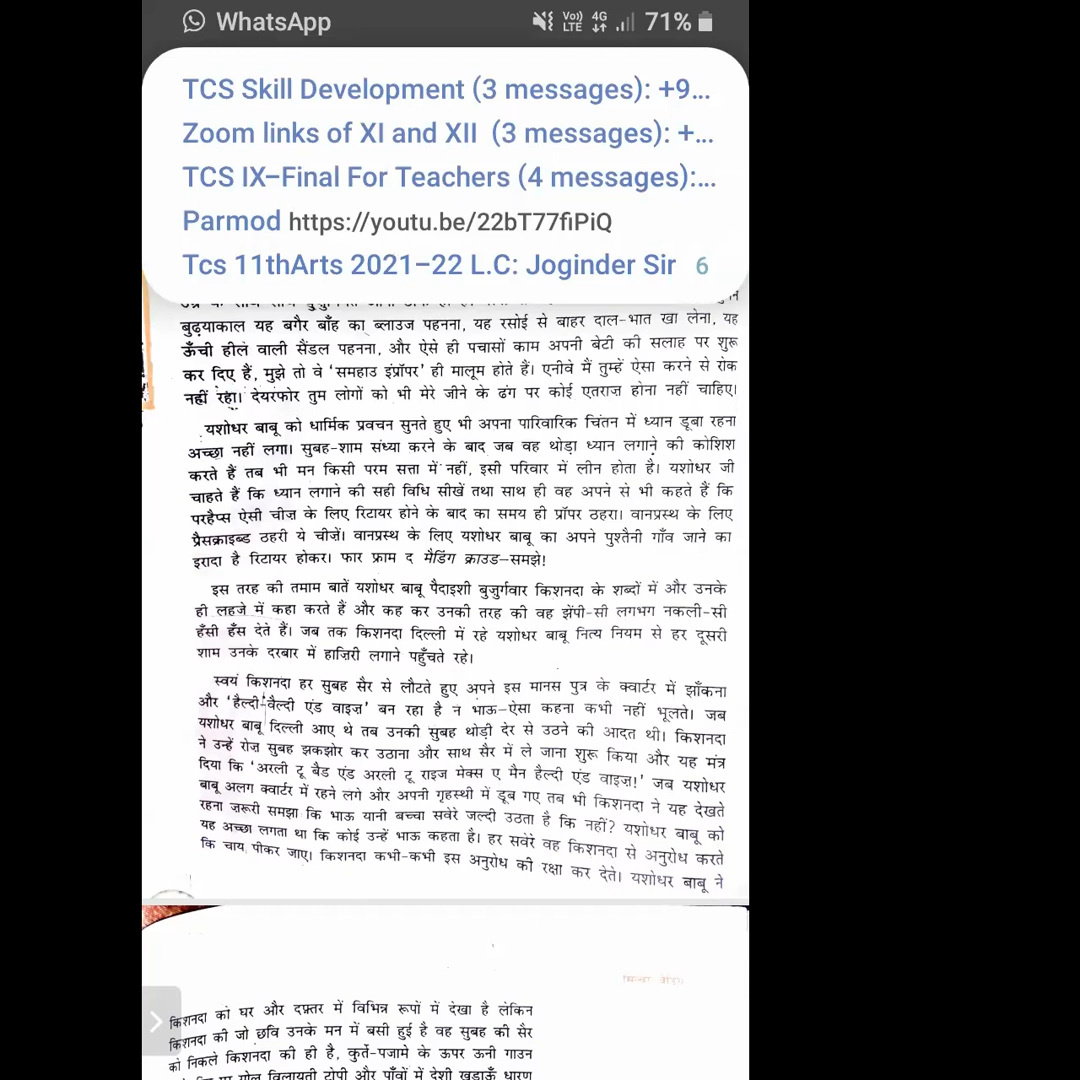 WhatsApp
Vo)) LTE 4G 71%
TCS Skill Development (3 messages): +9...
Zoom links of XI and XII (3 messages): +...
TCS IX–Final For Teachers (4 messages):...
Parmod https://youtu.be/22bT77fiPiQ
Tcs 11thArts 2021–22 L.C: Joginder Sir 6
बुढ़याकाल यह बगैर बाँह का ब्लाउज पहनना, यह रसोई से बाहर दाल-भात खा लेना, यह
ऊँची हील वाली सैंडल पहनना, और ऐसे ही पचासों काम अपनी बेटी की सलाह पर शुरू
कर दिए हैं, मुझे तो वे ‘समहाउ इंप्रॉपर’ ही मालूम होते हैं। एनीवे मैं तुम्हें ऐसा करने से रोक
नहीं रहा। देयरफोर तुम लोगों को भी मेरे जीने के ढंग पर कोई एतराज़ होना नहीं चाहिए।
यशोधर बाबू को धार्मिक प्रवचन सुनते हुए भी अपना पारिवारिक चिंतन में ध्यान डूबा रहना
अच्छा नहीं लगा। सुबह-शाम संध्या करने के बाद जब वह थोड़ा ध्यान लगाने की कोशिश
करते हैं तब भी मन किसी परम सत्ता में नहीं, इसी परिवार में लीन होता है। यशोधर जी
चाहते हैं कि ध्यान लगाने की सही विधि सीखें तथा साथ ही वह अपने से भी कहते हैं कि
परहैप्स ऐसी चीज़ के लिए रिटायर होने के बाद का समय ही प्रॉपर ठहरा। वानप्रस्थ के लिए
प्रैसक्राइब्ड ठहरी ये चीजें। वानप्रस्थ के लिए यशोधर बाबू का अपने पुश्तैनी गाँव जाने का
इरादा है रिटायर होकर। फार फ्राम द मैडिंग क्राउड–समझे!
इस तरह की तमाम बातें यशोधर बाबू पैदाइशी बुजुर्गवार किशनदा के शब्दों में और उनके
ही लहजे में कहा करते हैं और कह कर उनकी तरह की वह झेंपी-सी लगभग नकली-सी
हँसी हँस देते हैं। जब तक किशनदा दिल्ली में रहे यशोधर बाबू नित्य नियम से हर दूसरी
शाम उनके दरबार में हाज़िरी लगाने पहुँचते रहे।
स्वयं किशनदा हर सुबह सैर से लौटते हुए अपने इस मानस पुत्र के क्वार्टर में झाँकना
और ‘हैल्दी-वैल्दी एंड वाइज़’ बन रहा है न भाऊ–ऐसा कहना कभी नहीं भूलते। जब
यशोधर बाबू दिल्ली आए थे तब उनकी सुबह थोड़ी देर से उठने की आदत थी। किशनदा
ने उन्हें रोज़ सुबह झकझोर कर उठाना और साथ सैर में ले जाना शुरू किया और यह मंत्र
दिया कि ‘अरली टू बैड एंड अरली टू राइज मेक्स ए मैन हैल्दी एंड वाइज़!’ जब यशोधर
बाबू अलग क्वार्टर में रहने लगे और अपनी गृहस्थी में डूब गए तब भी किशनदा ने यह देखते
रहना ज़रूरी समझा कि भाऊ यानी बच्चा सवेरे जल्दी उठता है कि नहीं? यशोधर बाबू को
यह अच्छा लगता था कि कोई उन्हें भाऊ कहता है। हर सवेरे वह किशनदा से अनुरोध करते
कि चाय पीकर जाए। किशनदा कभी-कभी इस अनुरोध की रक्षा कर देते। यशोधर बाबू ने
किशनदा को घर और दफ़्तर में विभिन्न रूपों में देखा है लेकिन
किशनदा की जो छवि उनके मन में बसी हुई है वह सुबह की सैर
को निकले किशनदा की ही है, कुर्ते-पजामे के ऊपर ऊनी गाउन
गोल विलायती टोपी और पाँवों में देशी खड़ाऊँ धारण